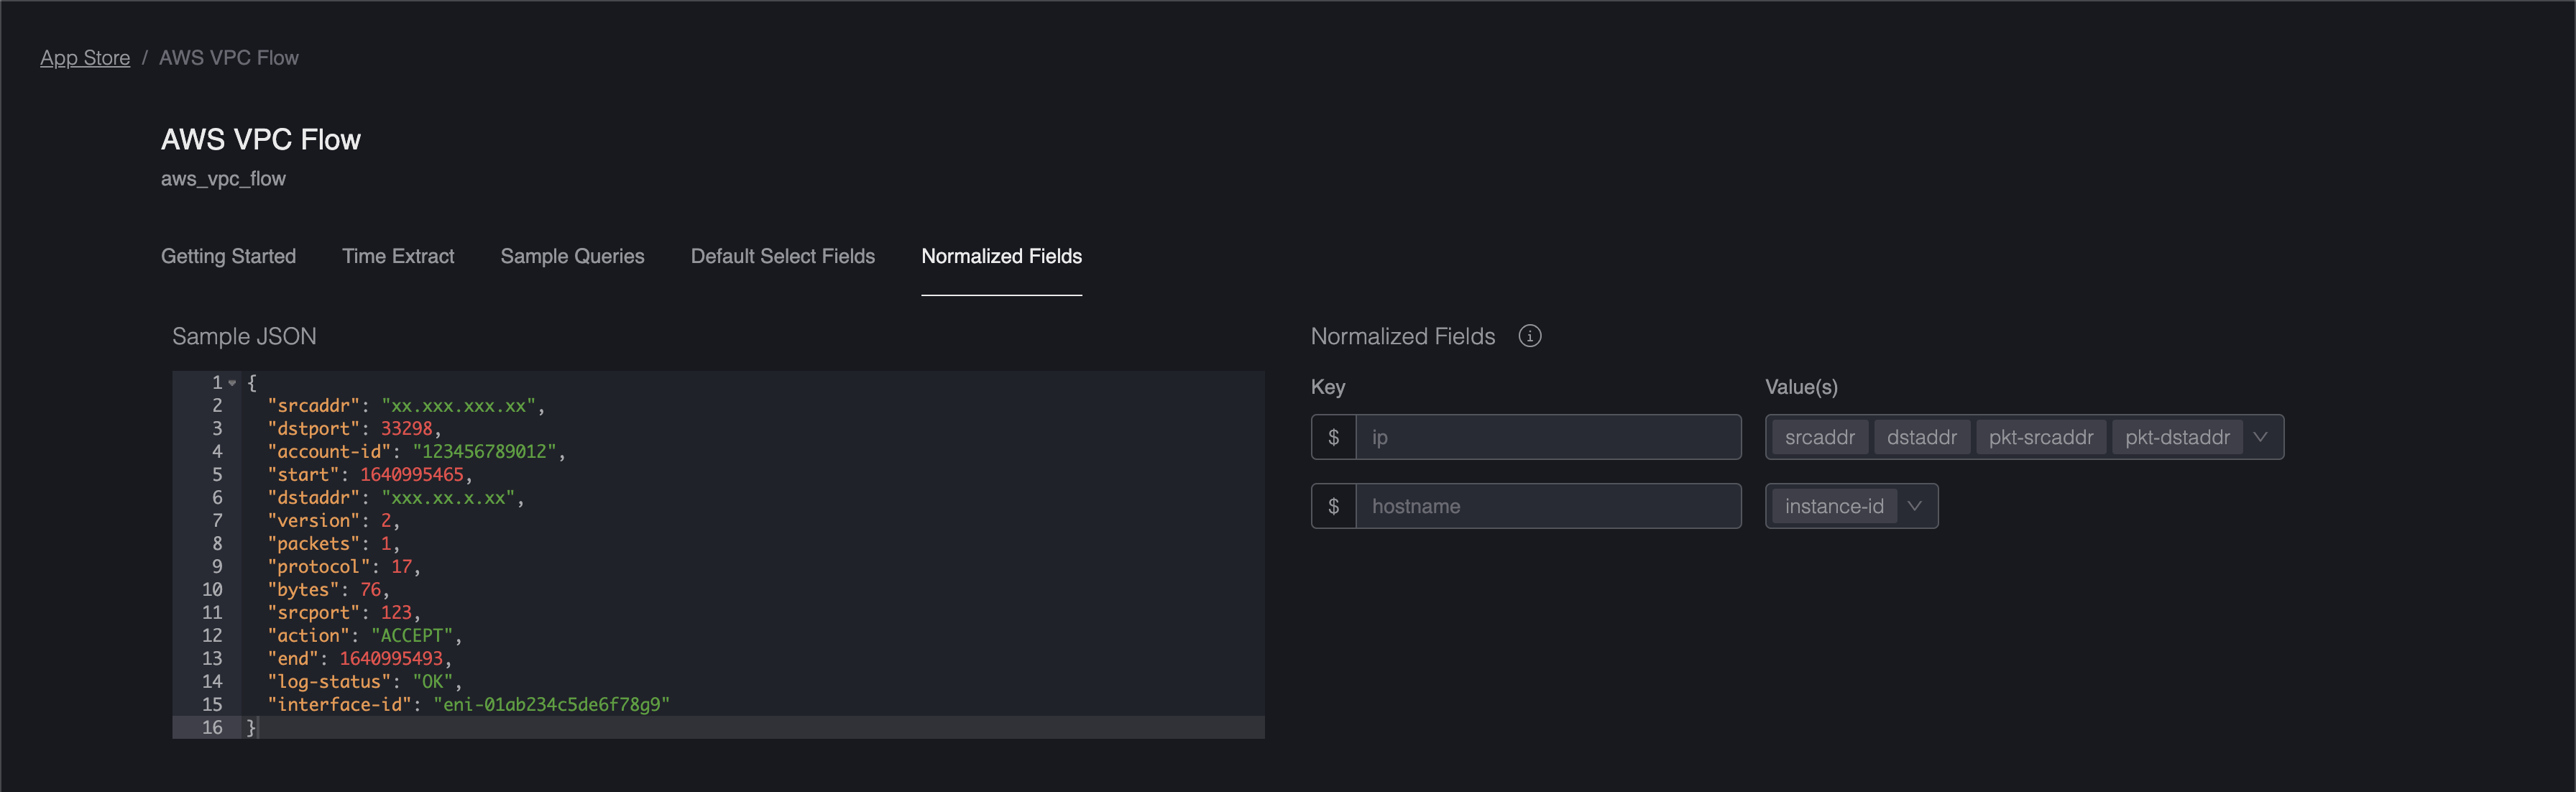 App Store / AWS VPC Flow
AWS VPC Flow
aws_vpc_flow
Getting Started Time Extract Sample Queries Default Select Fields Normalized Fields
Sample JSON
1 {
2 "srcaddr": "xx.xxx.xxx.xx",
3 "dstport": 33298,
4 "account-id": "123456789012",
5 "start": 1640995465,
6 "dstaddr": "xxx.xx.x.xx",
7 "version": 2,
8 "packets": 1,
9 "protocol": 17,
10 "bytes": 76,
11 "srcport": 123,
12 "action": "ACCEPT",
13 "end": 1640995493,
14 "log-status": "OK",
15 "interface-id": "eni-01ab234c5de6f78g9"
16 }
Normalized Fields
Key Value(s)
$ ip srcaddr dstaddr pkt-srcaddr pkt-dstaddr
$ hostname instance-id